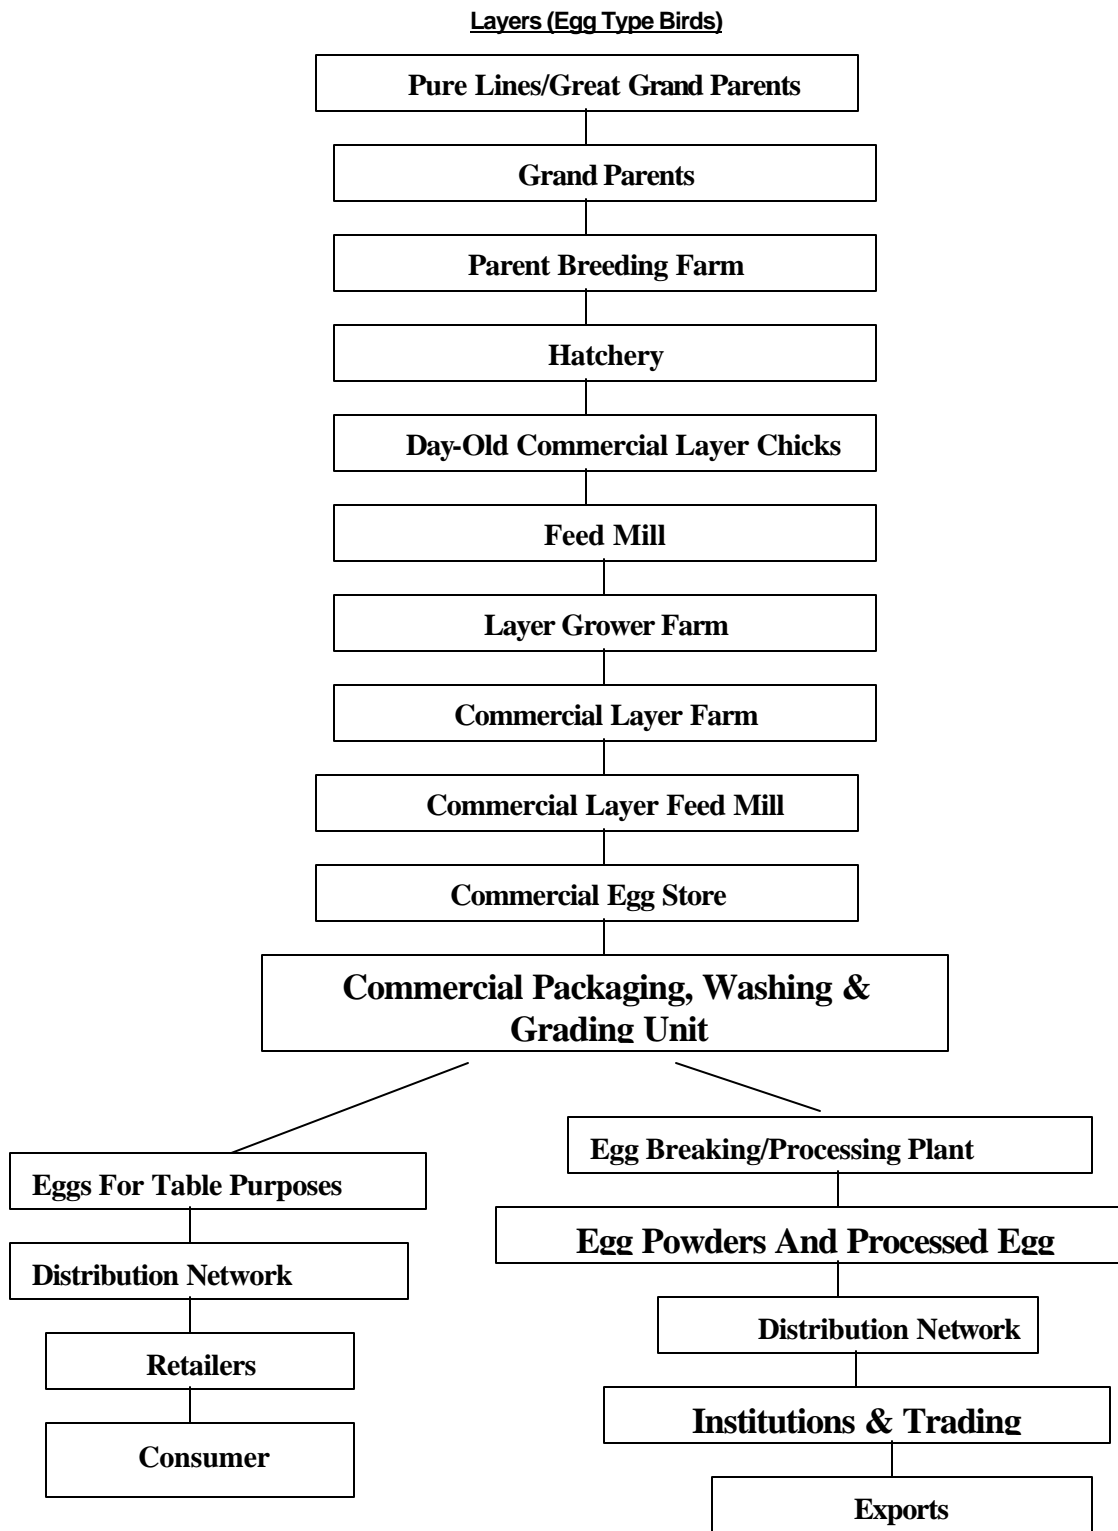 Layers (Egg Type Birds)
Pure Lines/Great Grand Parents
Grand Parents
Parent Breeding Farm
Hatchery
Day-Old Commercial Layer Chicks
Feed Mill
Layer Grower Farm
Commercial Layer Farm
Commercial Layer Feed Mill
Commercial Egg Store
Commercial Packaging, Washing &
Grading Unit
Eggs For Table Purposes
Distribution Network
Retailers
Consumer
Egg Breaking/Processing Plant
Egg Powders And Processed Egg
Distribution Network
Institutions & Trading
Exports